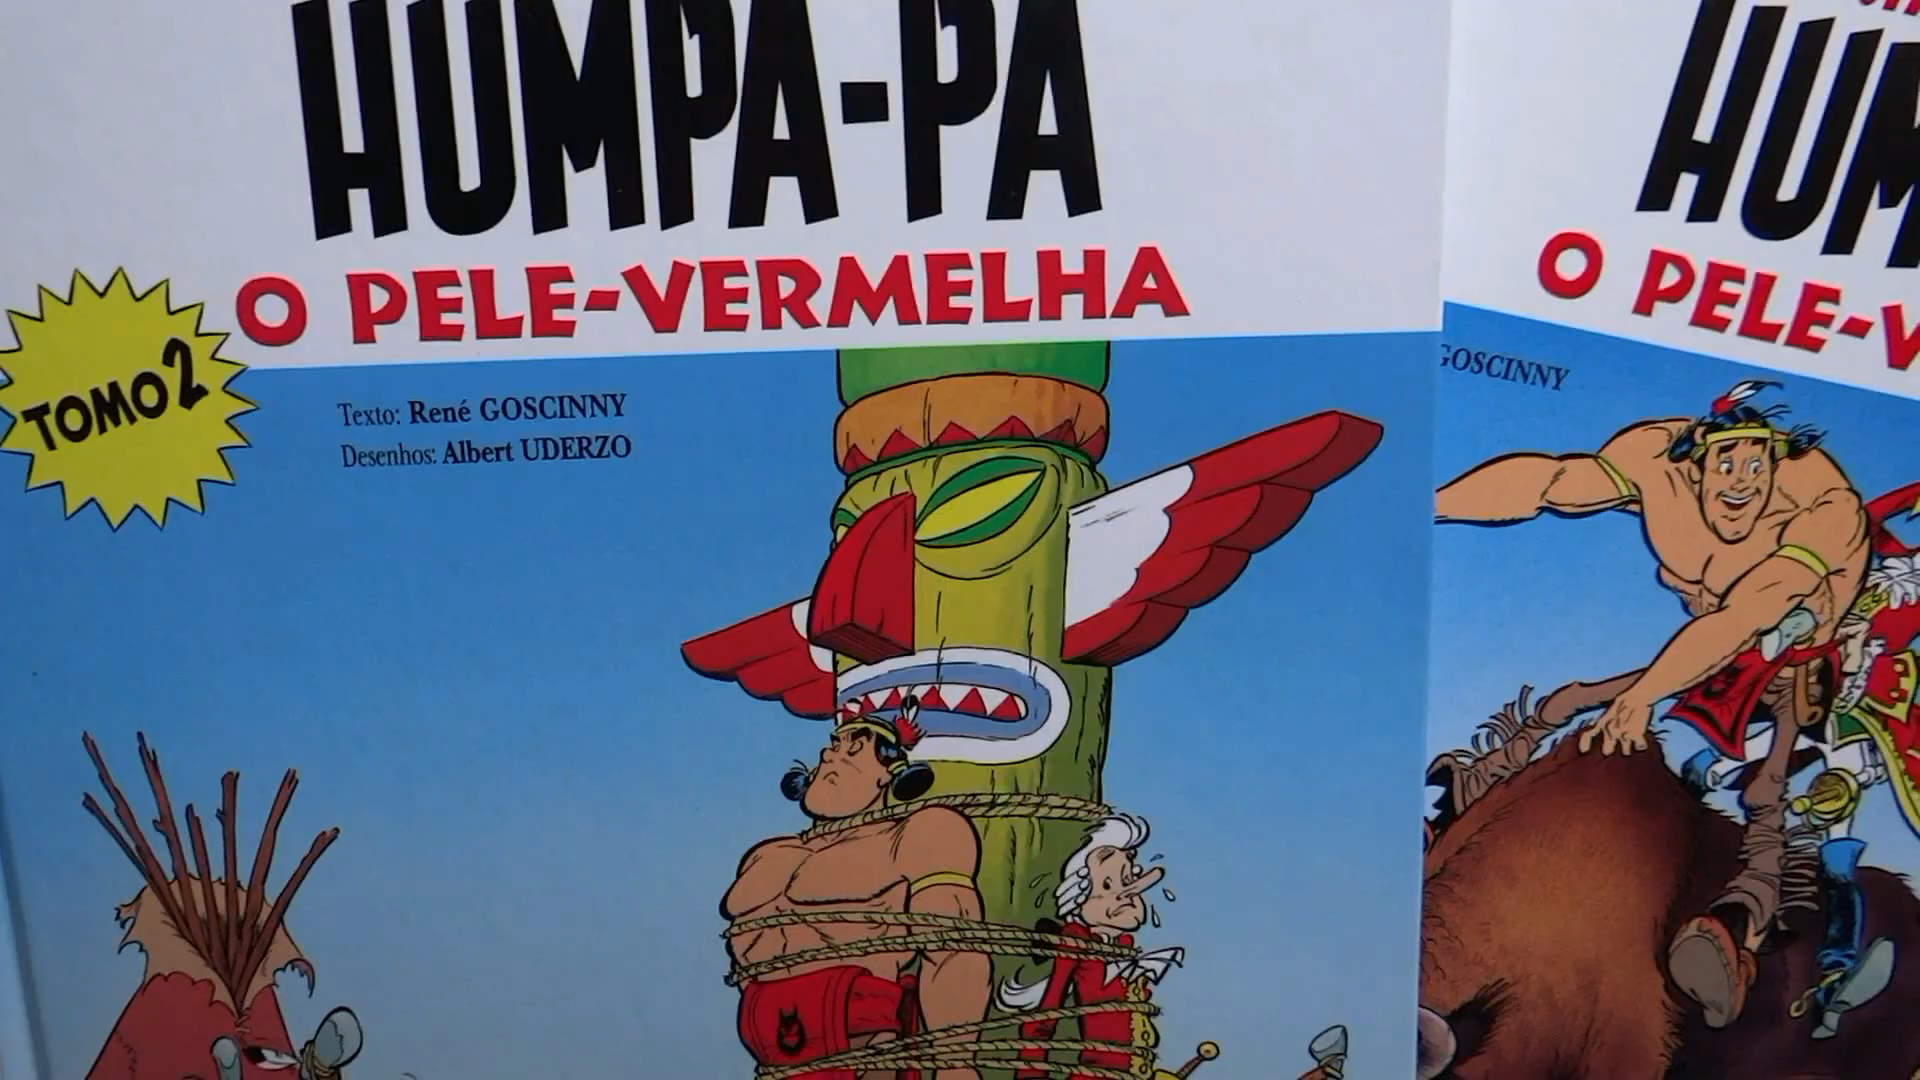 HUMPA-PA
O PELE-VERMELHA
TOMO 2
Texto: René GOSCINNY
Desenhos: Albert UDERZO
HUM
O PELE-V
GOSCINNY